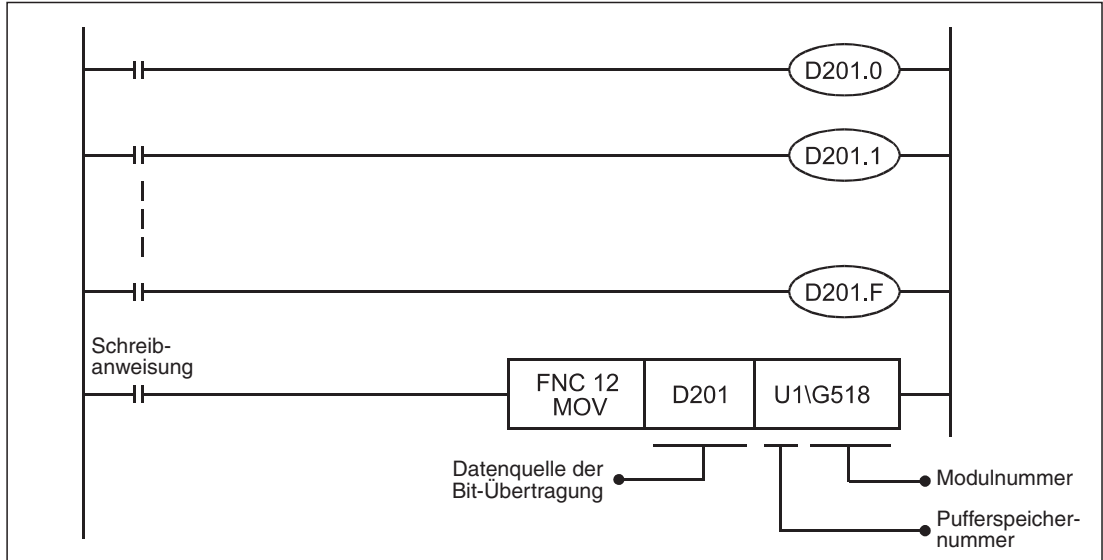 D201.0
D201.1
D201.F
Schreib-
anweisung
FNC 12
MOV
D201
U1\G518
Datenquelle der
Bit-Übertragung
Modulnummer
Pufferspeicher-
nummer